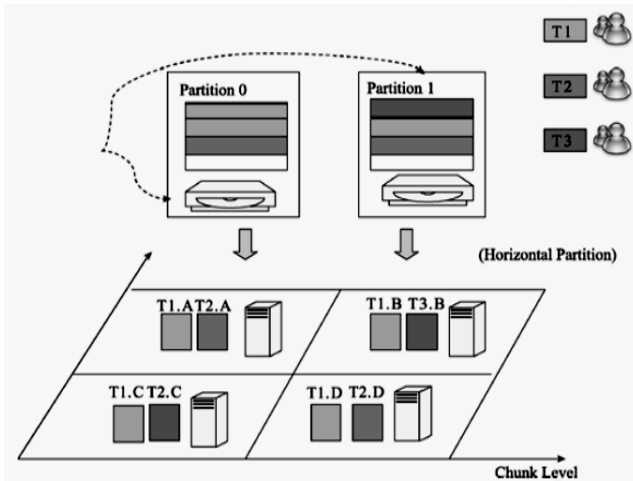 T1
T2
T3
Partition 0
Partition 1
(Horizontal Partition)
T1.A T2.A
T1.B T3.B
T1.C T2.C
T1.D T2.D
Chunk Level